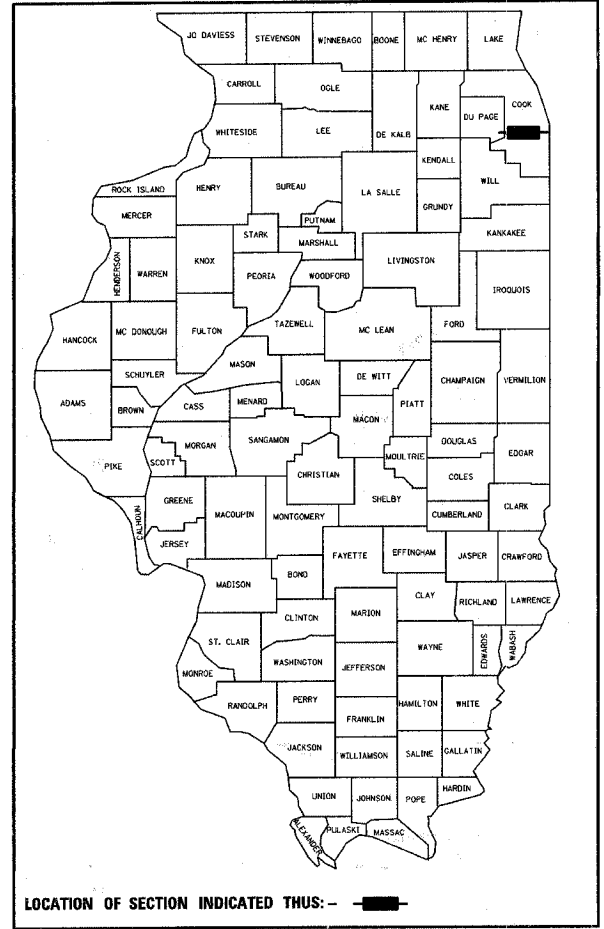 JO DAVIESS
STEVENSON
WINNEBAGO
BOONE
MC HENRY
LAKE
CARROLL
OGLE
KANE
COOK
DU PAGE
WHITESIDE
LEE
DE KALB
KENDALL
WILL
ROCK ISLAND
HENRY
BUREAU
LA SALLE
GRUNDY
MERCER
PUTNAM
STARK
MARSHALL
KANKAKEE
HENDERSON
WARREN
KNOX
PEORIA
WOODFORD
LIVINGSTON
IROQUOIS
HANCOCK
MC DONOUGH
FULTON
TAZEWELL
MC LEAN
FORD
MASON
SCHUYLER
LOGAN
DE WITT
CHAMPAIGN
VERMILION
ADAMS
BROWN
CASS
MENARD
MACON
PIATT
PIKE
SCOTT
MORGAN
SANGAMON
DOUGLAS
EDGAR
MOULTRIE
COLES
CHRISTIAN
SHELBY
CALHOUN
GREENE
MACOUPIN
MONTGOMERY
CUMBERLAND
CLARK
JERSEY
FAYETTE
EFFINGHAM
JASPER
CRAWFORD
MADISON
BOND
CLAY
RICHLAND
LAWRENCE
CLINTON
MARION
ST. CLAIR
WAYNE
EDWARDS
WABASH
WASHINGTON
JEFFERSON
MONROE
RANDOLPH
PERRY
HAMILTON
WHITE
FRANKLIN
JACKSON
WILLIAMSON
SALINE
GALLATIN
UNION
JOHNSON
POPE
HARDIN
ALEXANDER
PULASKI
MASSAC
LOCATION OF SECTION INDICATED THUS: -